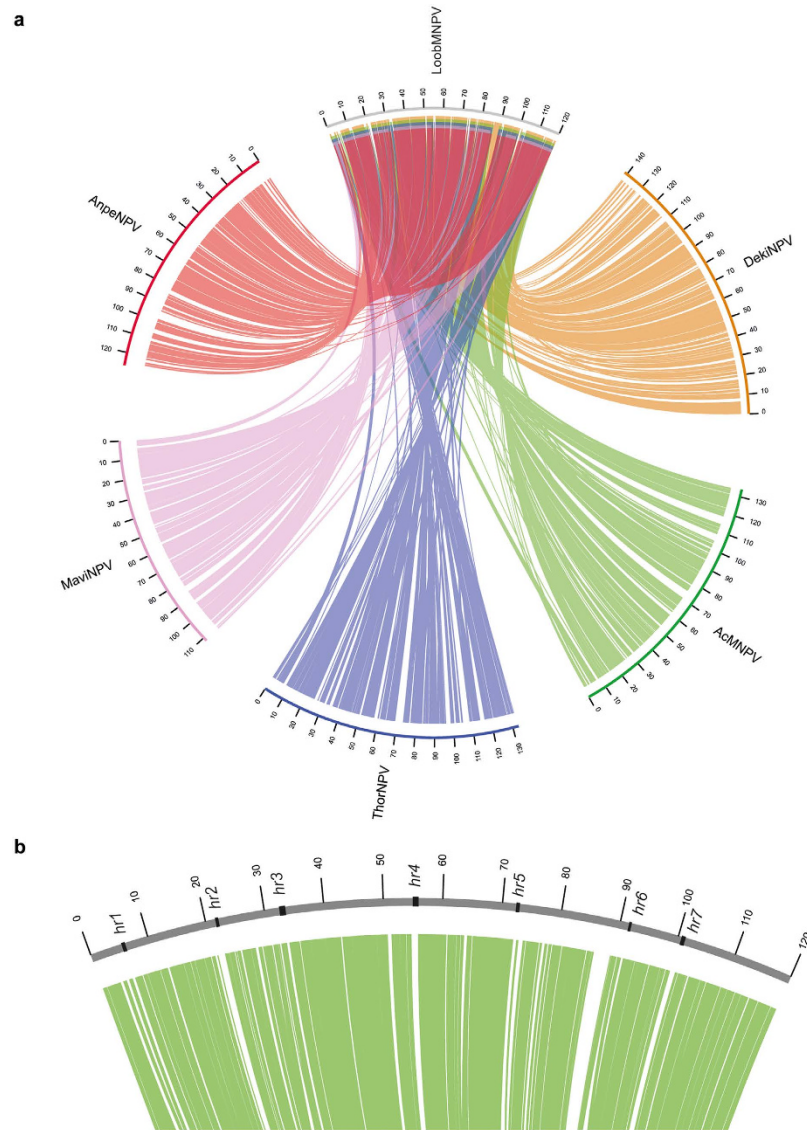 a
LoobMNPV
0 10 20 30 40 50 60 70 80 90 100 110 120
AnpeNPV
0 10 20 30 40 50 60 70 80 90 100 110 120
DekiNPV
140 130 120 110 100 90 80 70 60 50 40 30 20 10 0
MaviNPV
0 10 20 30 40 50 60 70 80 90 100 110
AcMNPV
130 120 110 100 90 80 70 60 50 40 30 20 10 0
ThorNPV
0 10 20 30 40 50 60 70 80 90 100 110 120 130
b
0 10 20 30 40 50 60 70 80 90 100 110 120
hr1 hr2 hr3 hr4 hr5 hr6 hr7